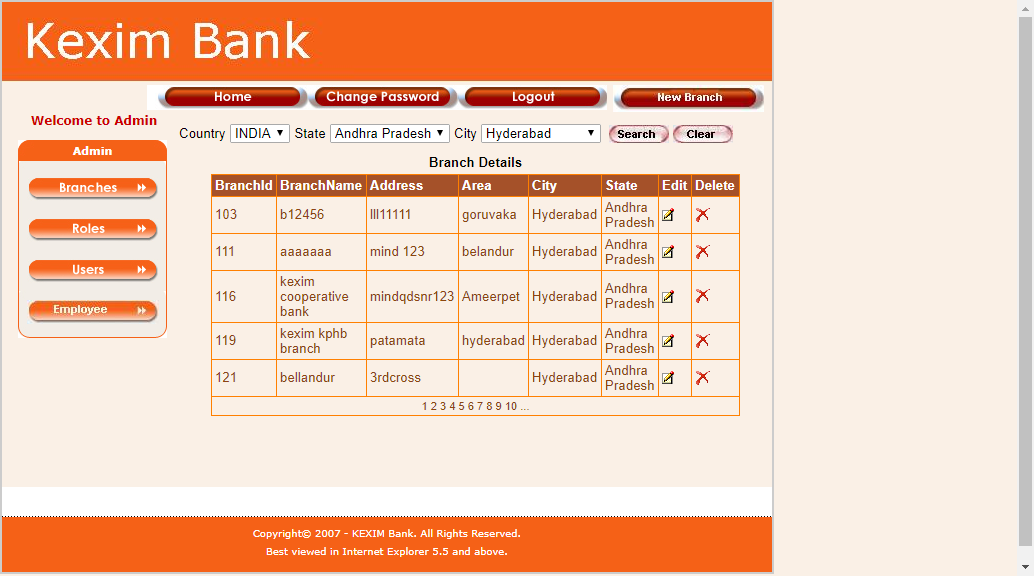 Kexim Bank
Home Change Password Logout New Branch
Welcome to Admin
Country INDIA State Andhra Pradesh City Hyderabad Search Clear
Admin
Branches
Roles
Users
Employee
Branch Details
BranchId BranchName Address Area City State Edit Delete
103 b12456 lll11111 goruvaka Hyderabad Andhra Pradesh
111 aaaaaaa mind 123 belandur Hyderabad Andhra Pradesh
116 kexim cooperative bank mindqdsnr123 Ameerpet Hyderabad Andhra Pradesh
119 kexim kphb branch patamata hyderabad Hyderabad Andhra Pradesh
121 bellandur 3rdcross Hyderabad Andhra Pradesh
1 2 3 4 5 6 7 8 9 10 ...
Copyright© 2007 - KEXIM Bank. All Rights Reserved.
Best viewed in Internet Explorer 5.5 and above.